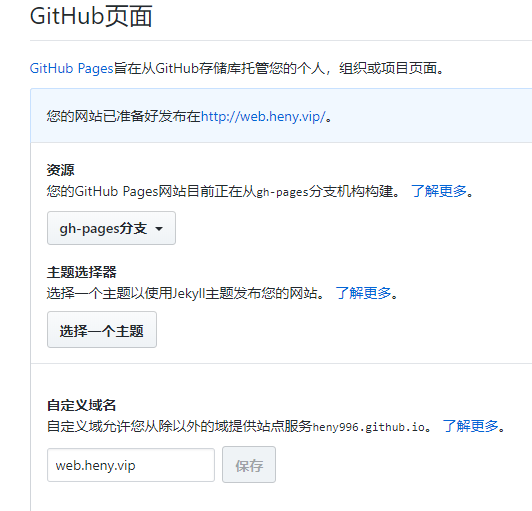 GitHub页面
GitHub Pages旨在从GitHub存储库托管您的个人，组织或项目页面。
您的网站已准备好发布在http://web.heny.vip/。
资源
您的GitHub Pages网站目前正在从gh-pages分支机构构建。 了解更多。
gh-pages分支
主题选择器
选择一个主题以使用Jekyll主题发布您的网站。 了解更多。
选择一个主题
自定义域名
自定义域允许您从除以外的域提供站点服务heny996.github.io。 了解更多。
web.heny.vip 保存